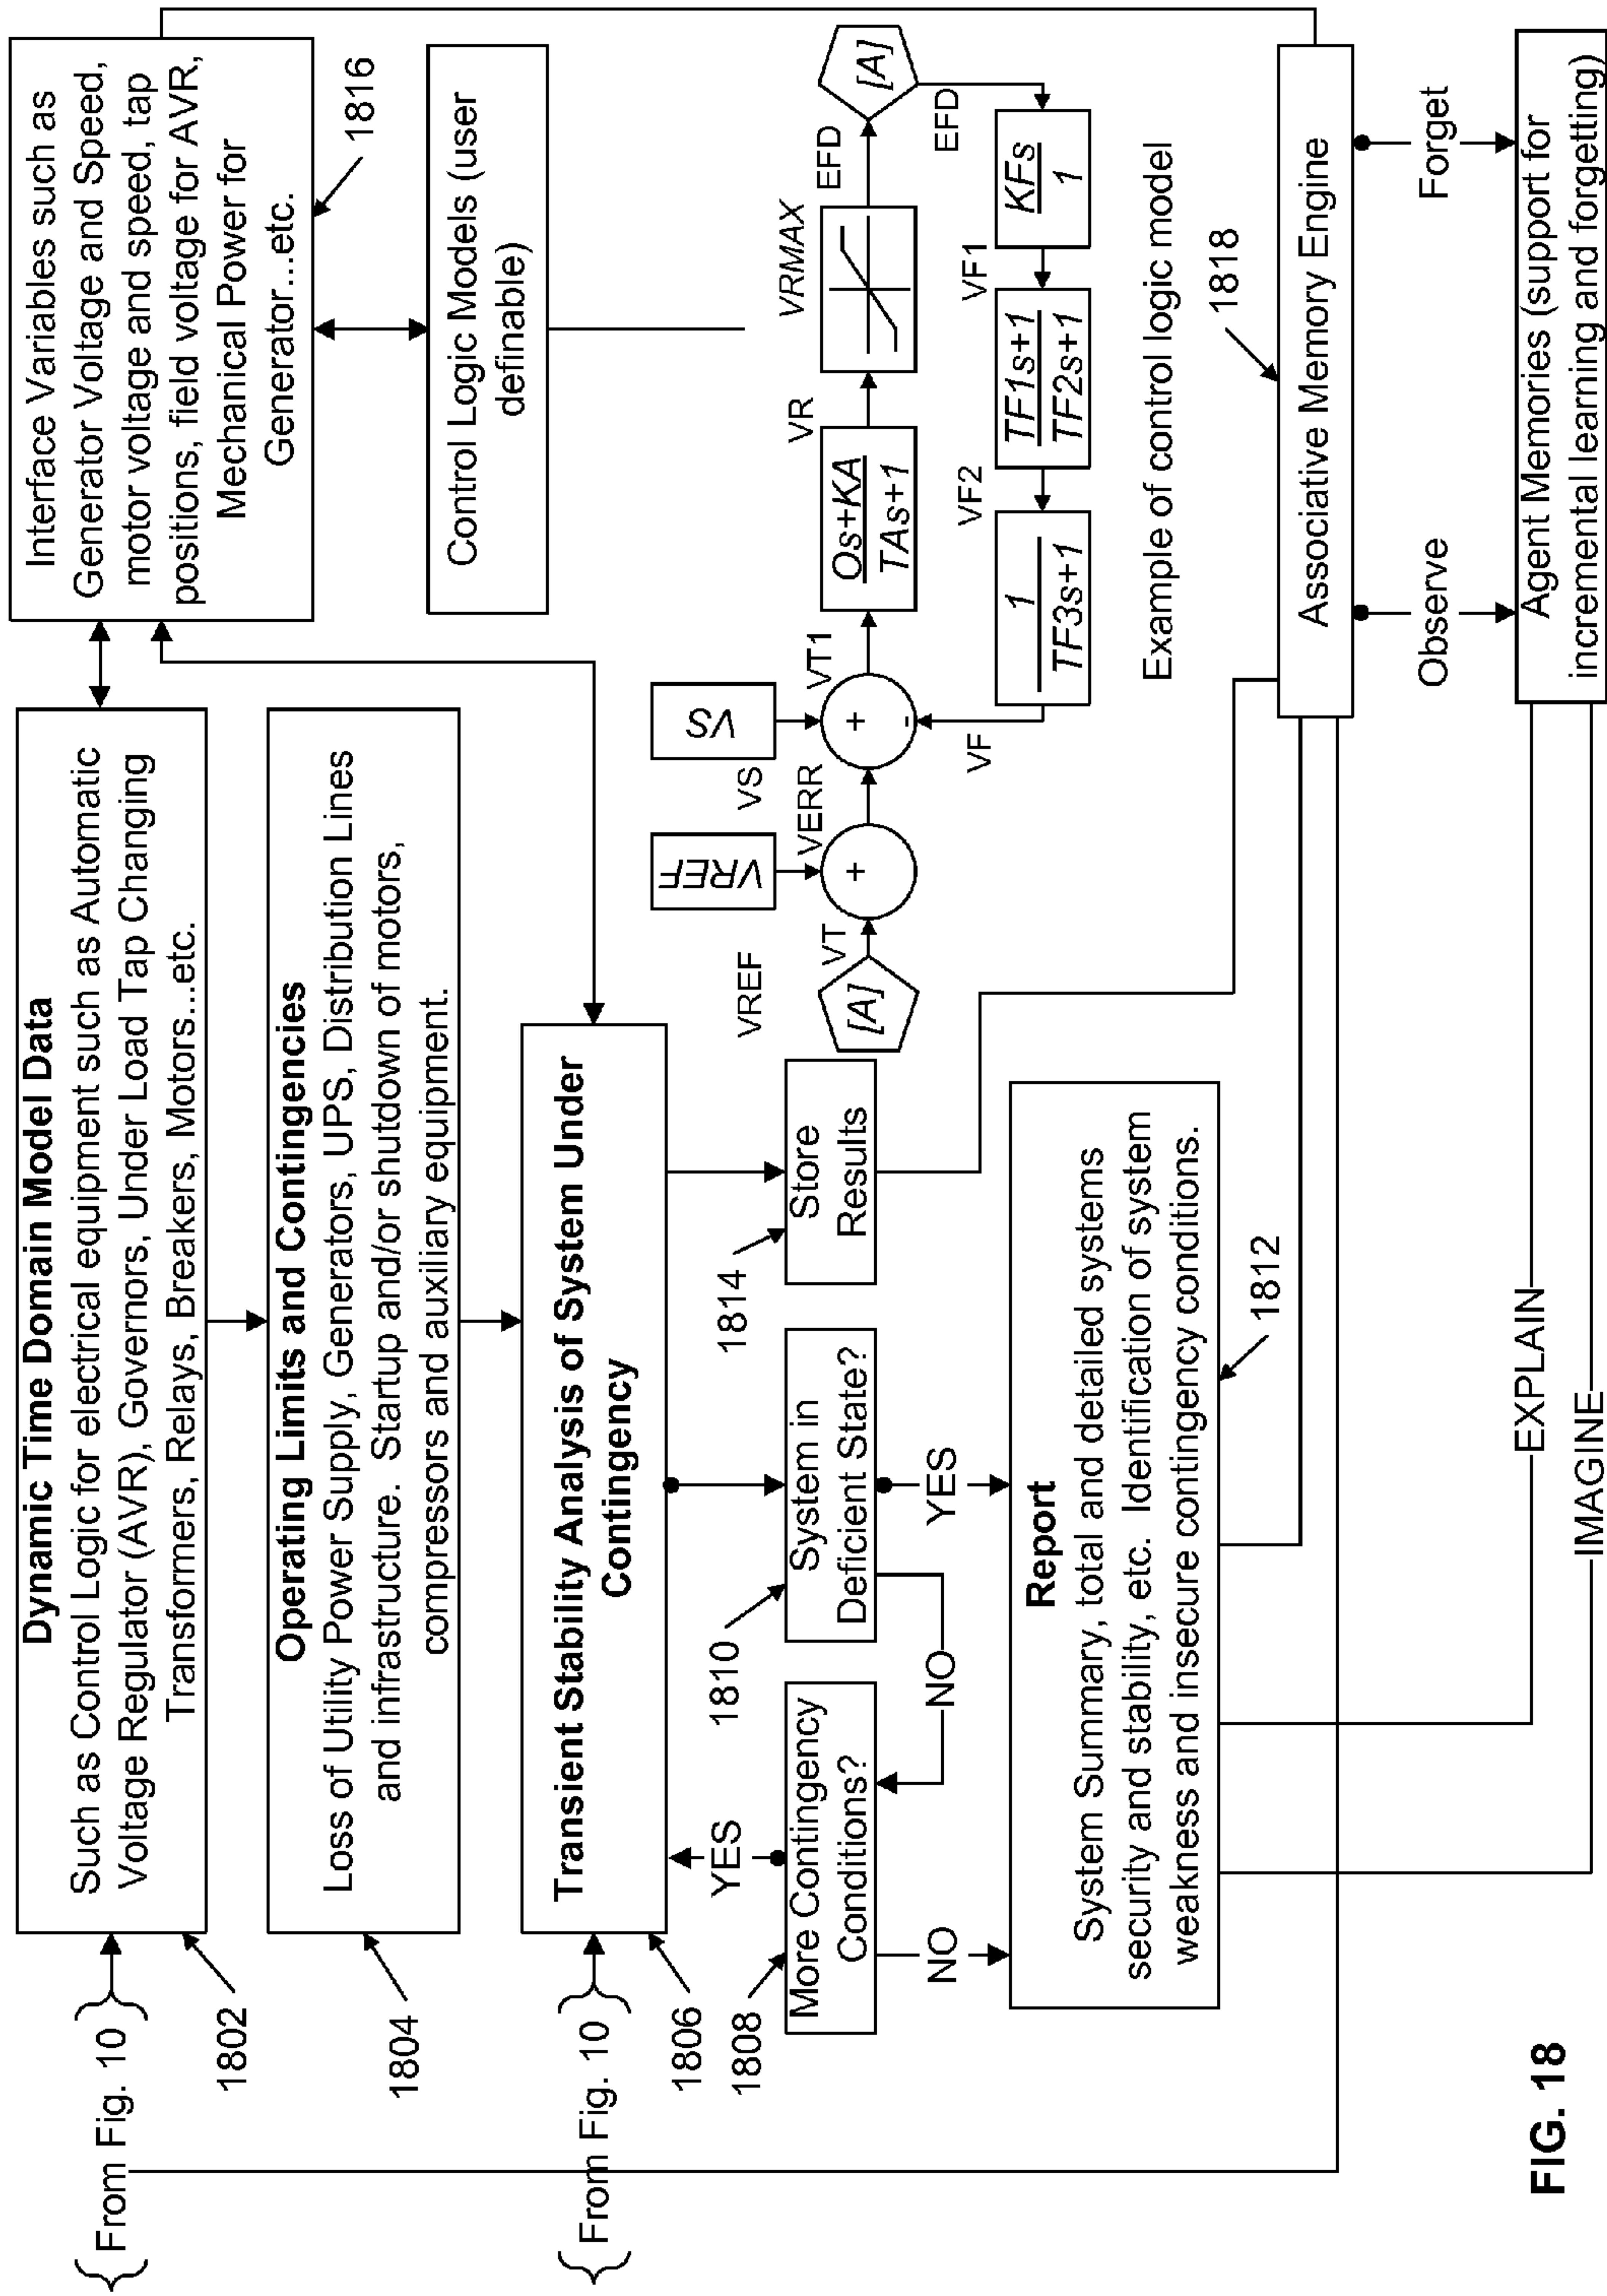 Dynamic Time Domain Model Data
Such as Control Logic for electrical equipment such as Automatic
Voltage Regulator (AVR), Governors, Under Load Tap Changing
Transformers, Relays, Breakers, Motors...etc.
{From Fig. 10}
1802
Interface Variables such as
Generator Voltage and Speed,
motor voltage and speed, tap
positions, field voltage for AVR,
Mechanical Power for
Generator...etc.
1816
Operating Limits and Contingencies
Loss of Utility Power Supply, Generators, UPS, Distribution Lines
and infrastructure. Startup and/or shutdown of motors,
compressors and auxiliary equipment.
1804
Control Logic Models (user
definable)
Transient Stability Analysis of System Under
Contingency
{From Fig. 10}
1806
YES
More Contingency
Conditions?
1808
NO
System in
Deficient State?
1810
NO
YES
Store
Results
1814
Report
System Summary, total and detailed systems
security and stability, etc. Identification of system
weakness and insecure contingency conditions.
1812
VREF
[A]
VT
VREF
+
VERR
VS
VS
+
-
VT1
Os+KA
TAs+1
VR
VRMAX
EFD
[A]
EFD
KFs
1
VF1
TF1s+1
TF2s+1
VF2
1
TF3s+1
VF
Example of control logic model
1818
Associative Memory Engine
Observe
Forget
Agent Memories (support for
incremental learning and forgetting)
EXPLAIN
IMAGINE
FIG. 18